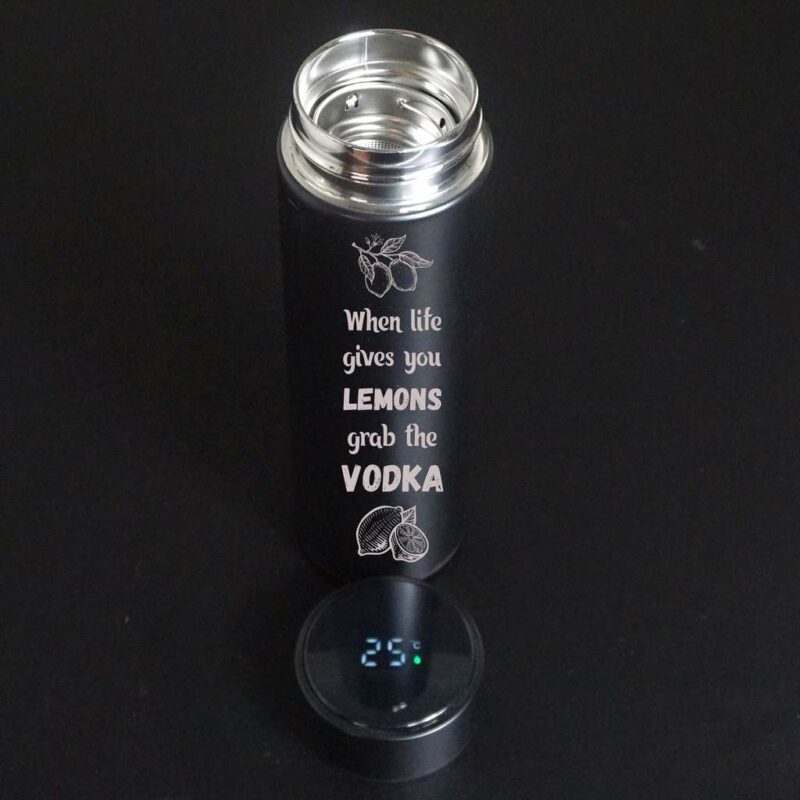 When life
gives you
LEMONS
grab the
VODKA
25 °C